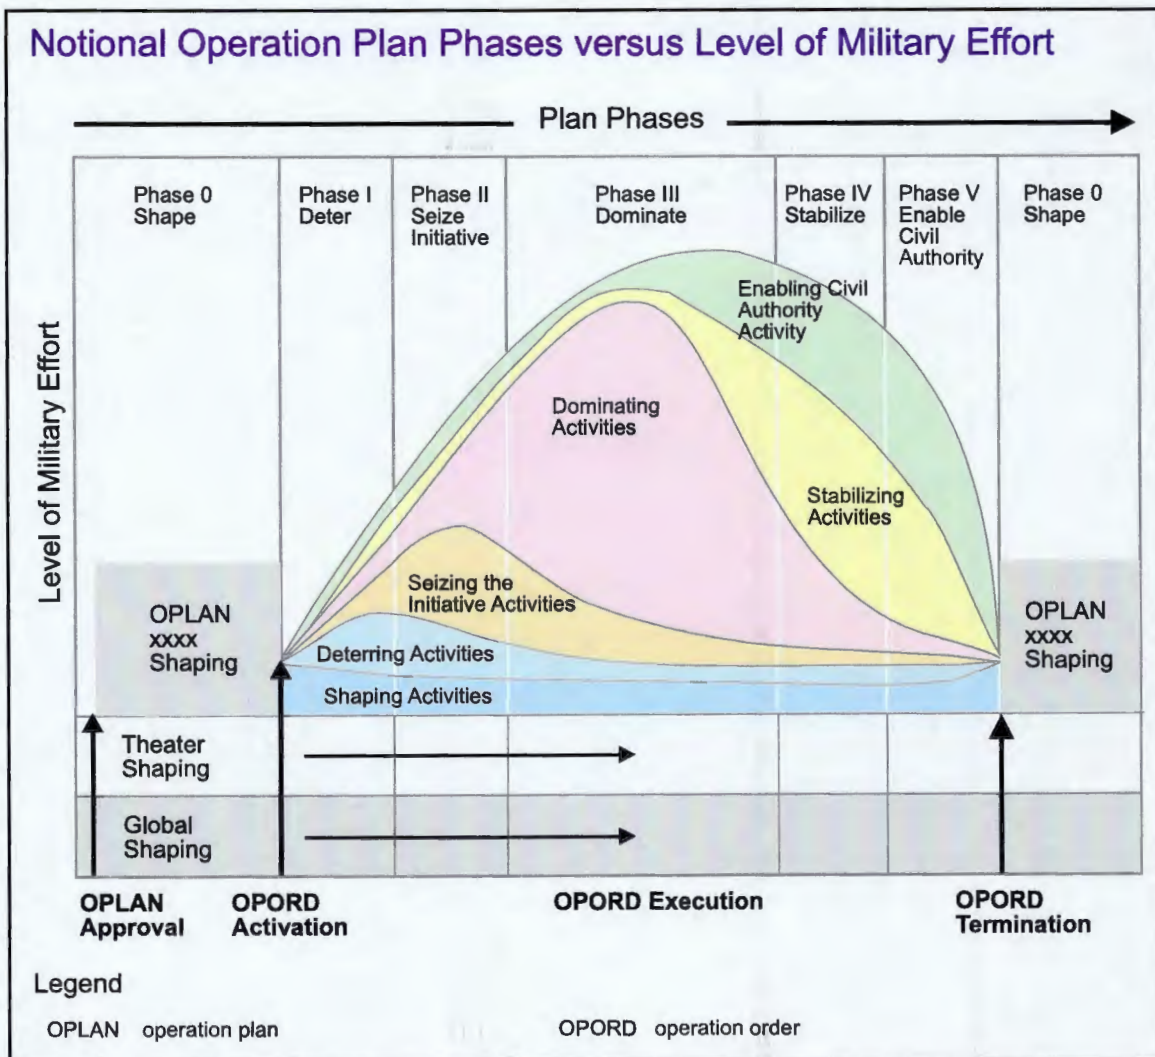 Notional Operation Plan Phases versus Level of Military Effort
Plan Phases
Phase 0
Shape
Phase I
Deter
Phase II
Seize
Initiative
Phase III
Dominate
Phase IV
Stabilize
Phase V
Enable
Civil
Authority
Phase 0
Shape
Level of Military Effort
Enabling Civil
Authority
Activity
Dominating
Activities
Stabilizing
Activities
Seizing the
Initiative Activities
Deterring Activities
Shaping Activities
OPLAN
xxxx
Shaping
OPLAN
xxxx
Shaping
Theater
Shaping
Global
Shaping
OPLAN
Approval
OPORD
Activation
OPORD Execution
OPORD
Termination
Legend
OPLAN operation plan
OPORD operation order